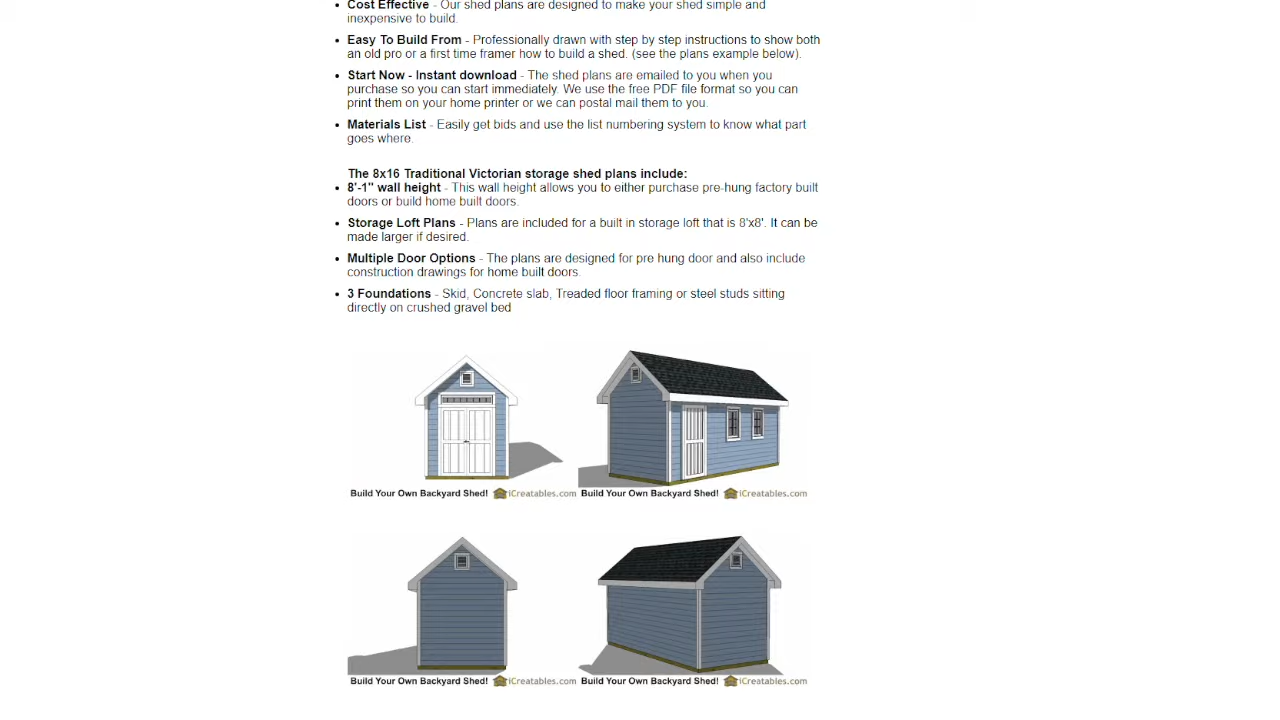 Cost Effective - Our shed plans are designed to make your shed simple and
inexpensive to build.
Easy To Build From - Professionally drawn with step by step instructions to show both
an old pro or a first time framer how to build a shed. (see the plans example below).
Start Now - Instant download - The shed plans are emailed to you when you
purchase so you can start immediately. We use the free PDF file format so you can
print them on your home printer or we can postal mail them to you.
Materials List - Easily get bids and use the list numbering system to know what part
goes where.
The 8x16 Traditional Victorian storage shed plans include:
8'-1" wall height - This wall height allows you to either purchase pre-hung factory built
doors or build home built doors.
Storage Loft Plans - Plans are included for a built in storage loft that is 8'x8'. It can be
made larger if desired.
Multiple Door Options - The plans are designed for pre hung door and also include
construction drawings for home built doors.
3 Foundations - Skid, Concrete slab, Treaded floor framing or steel studs sitting
directly on crushed gravel bed
Build Your Own Backyard Shed! iCreatables.com Build Your Own Backyard Shed! iCreatables.com
Build Your Own Backyard Shed! iCreatables.com Build Your Own Backyard Shed! iCreatables.com